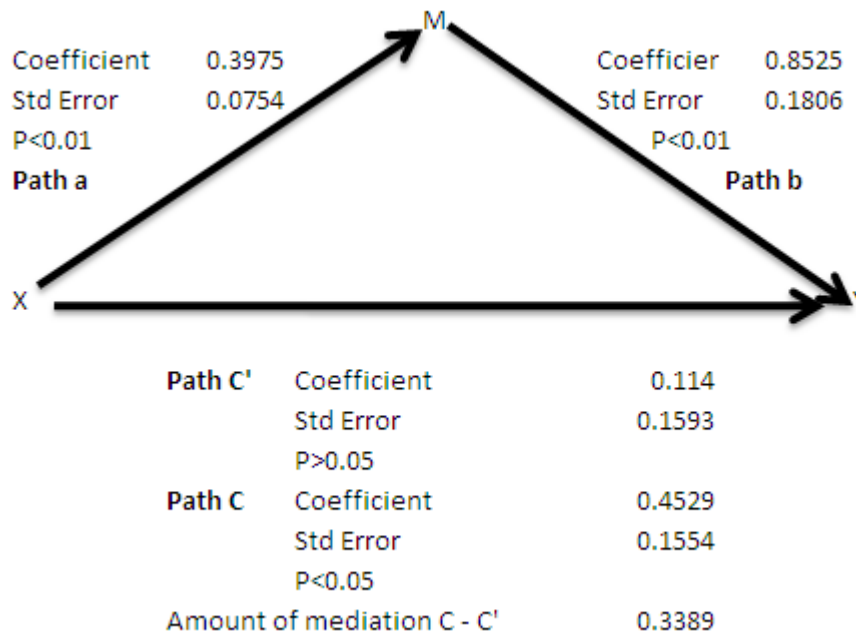 M
Coefficient 0.3975 Coefficier 0.8525
Std Error 0.0754 Std Error 0.1806
P<0.01 P<0.01
Path a Path b
X
Path C' Coefficient 0.114
Std Error 0.1593
P>0.05
Path C Coefficient 0.4529
Std Error 0.1554
P<0.05
Amount of mediation C - C' 0.3389